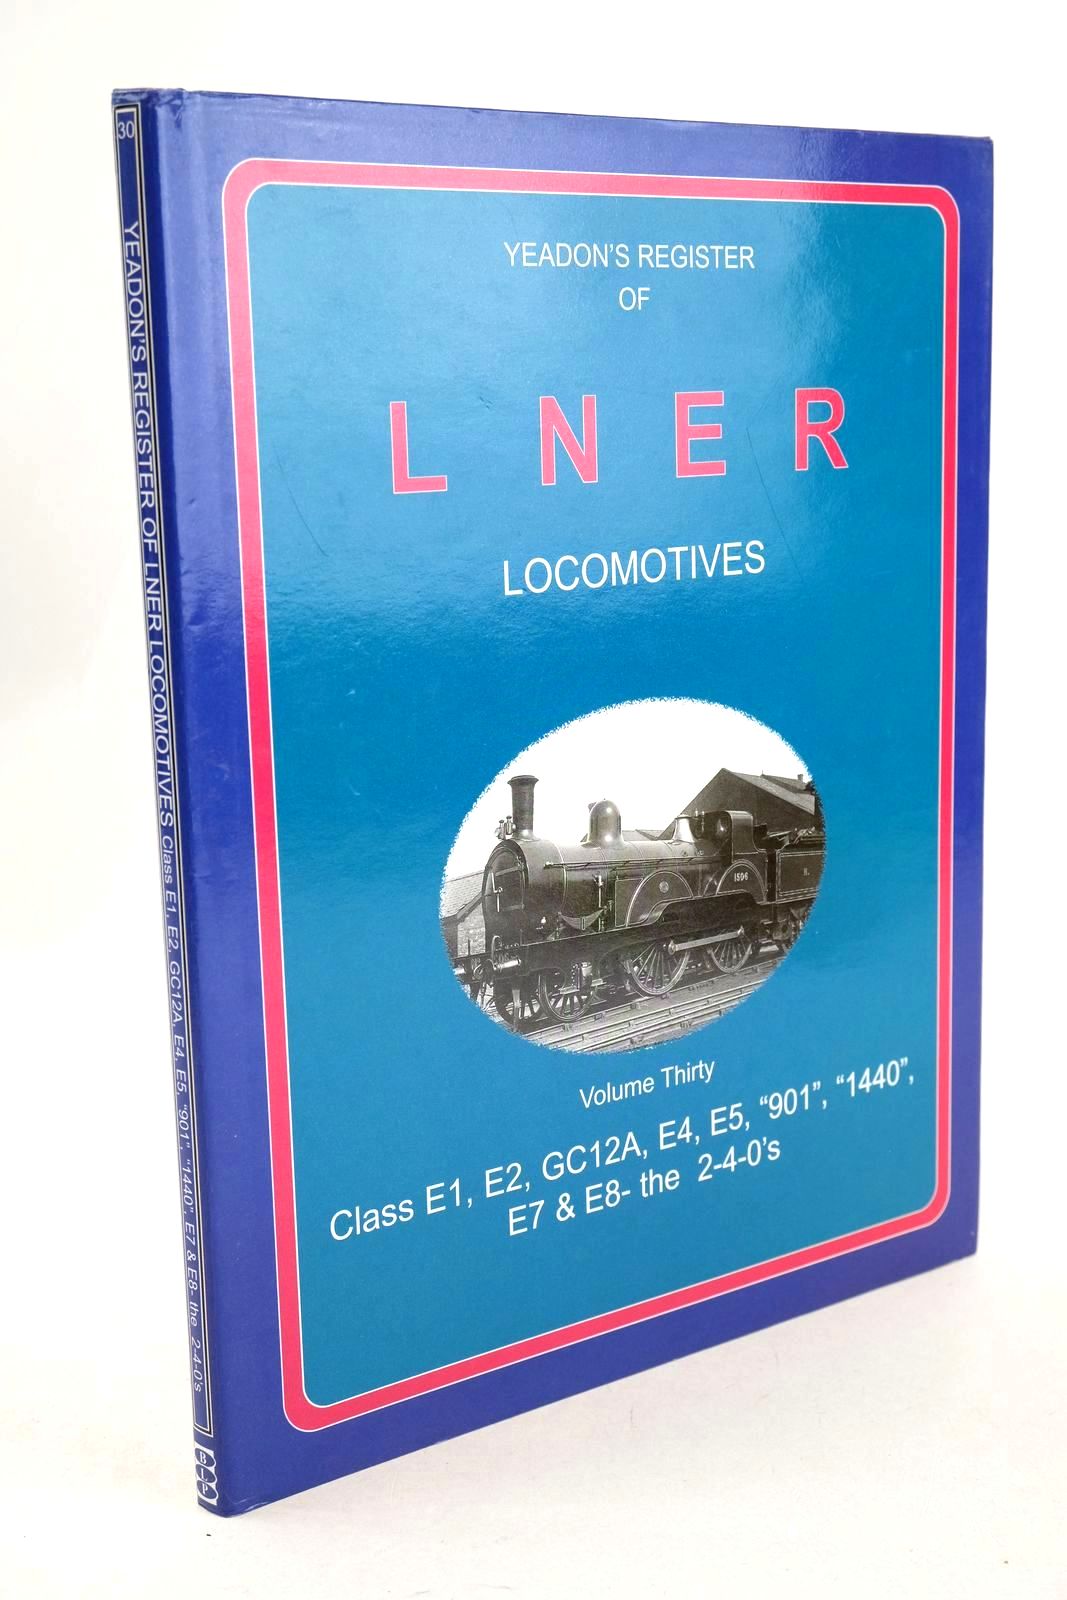 30
YEADON'S REGISTER OF LNER LOCOMOTIVES Class E1, E2, GC12A, E4, E5, "901", "1440", E7 & E8- the 2-4-0's
B
L
P
YEADON'S REGISTER
OF
L N E R
LOCOMOTIVES
1506
Volume Thirty
Class E1, E2, GC12A, E4, E5, “901”, “1440”,
E7 & E8- the 2-4-0’s